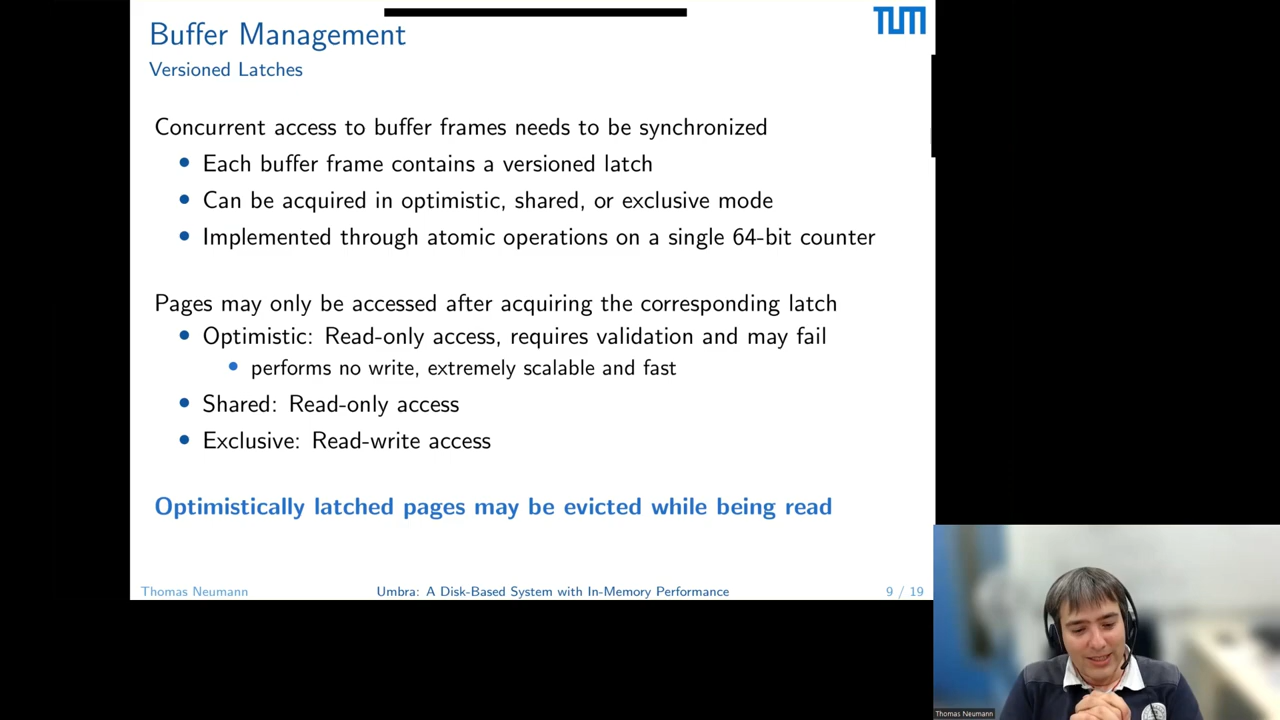 Buffer Management
TUM
Versioned Latches
Concurrent access to buffer frames needs to be synchronized
• Each buffer frame contains a versioned latch
• Can be acquired in optimistic, shared, or exclusive mode
• Implemented through atomic operations on a single 64-bit counter
Pages may only be accessed after acquiring the corresponding latch
• Optimistic: Read-only access, requires validation and may fail
• performs no write, extremely scalable and fast
• Shared: Read-only access
• Exclusive: Read-write access
Optimistically latched pages may be evicted while being read
Thomas Neumann
Umbra: A Disk-Based System with In-Memory Performance
9 / 19
Thomas Neumann